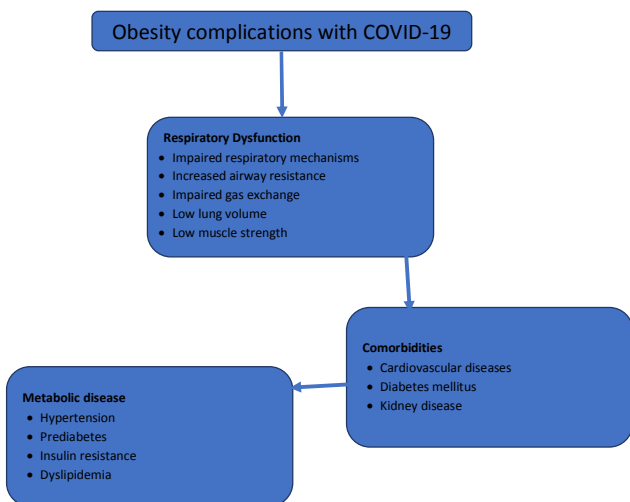 Obesity complications with COVID-19
Respiratory Dysfunction
• Impaired respiratory mechanisms
• Increased airway resistance
• Impaired gas exchange
• Low lung volume
• Low muscle strength
Comorbidities
• Cardiovascular diseases
• Diabetes mellitus
• Kidney disease
Metabolic disease
• Hypertension
• Prediabetes
• Insulin resistance
• Dyslipidemia